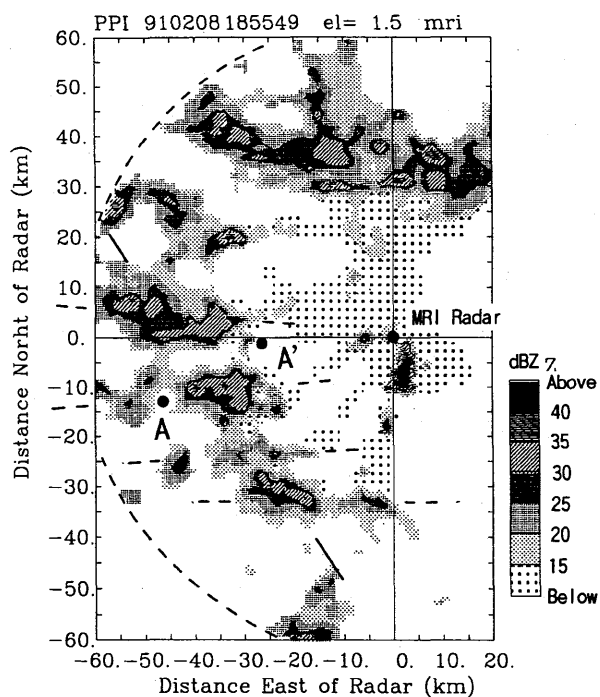 PPI 910208 185549 el= 1.5 mri
60.
50.
40.
30.
20.
10.
0.
-10.
-20.
-30.
-40.
-50.
-60.
Distance Norht of Radar (km)
MRI Radar
A'
A
dBZ
Above
40
35
30
25
20
15
Below
-60. -50. -40. -30. -20. -10. 0. 10. 20.
Distance East of Radar (km)